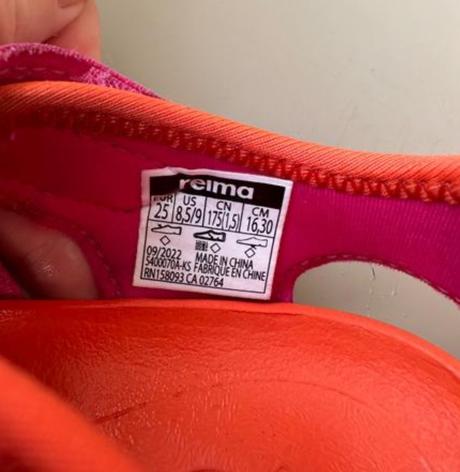 reima
EUR US CN CM
25 8,5/9 175(1,5) 16,30
09/2022 MADE IN CHINA
5400070A-KS FABRIQUE EN CHINE
RN158093 CA 02764